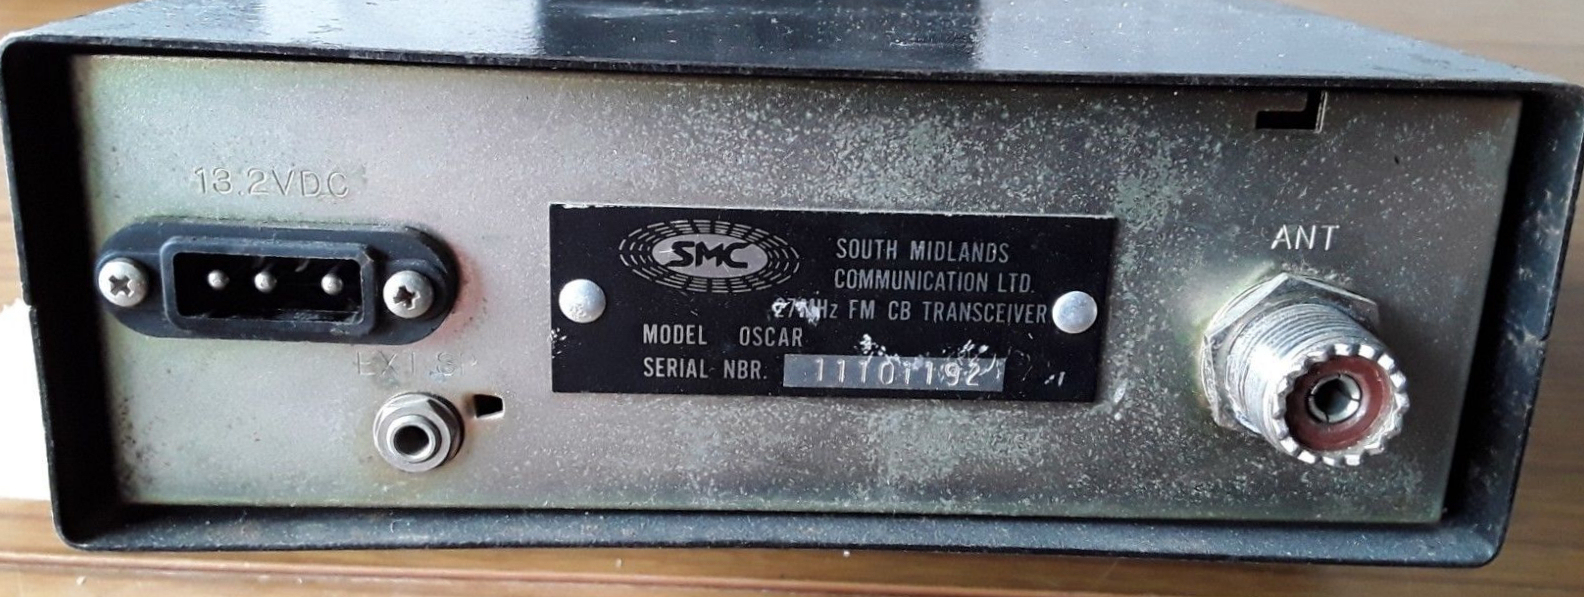 13.2VDC
EXT.SP
SMC
SOUTH MIDLANDS
COMMUNICATION LTD.
27MHz FM CB TRANSCEIVER
MODEL OSCAR
SERIAL NBR. 11101192
ANT